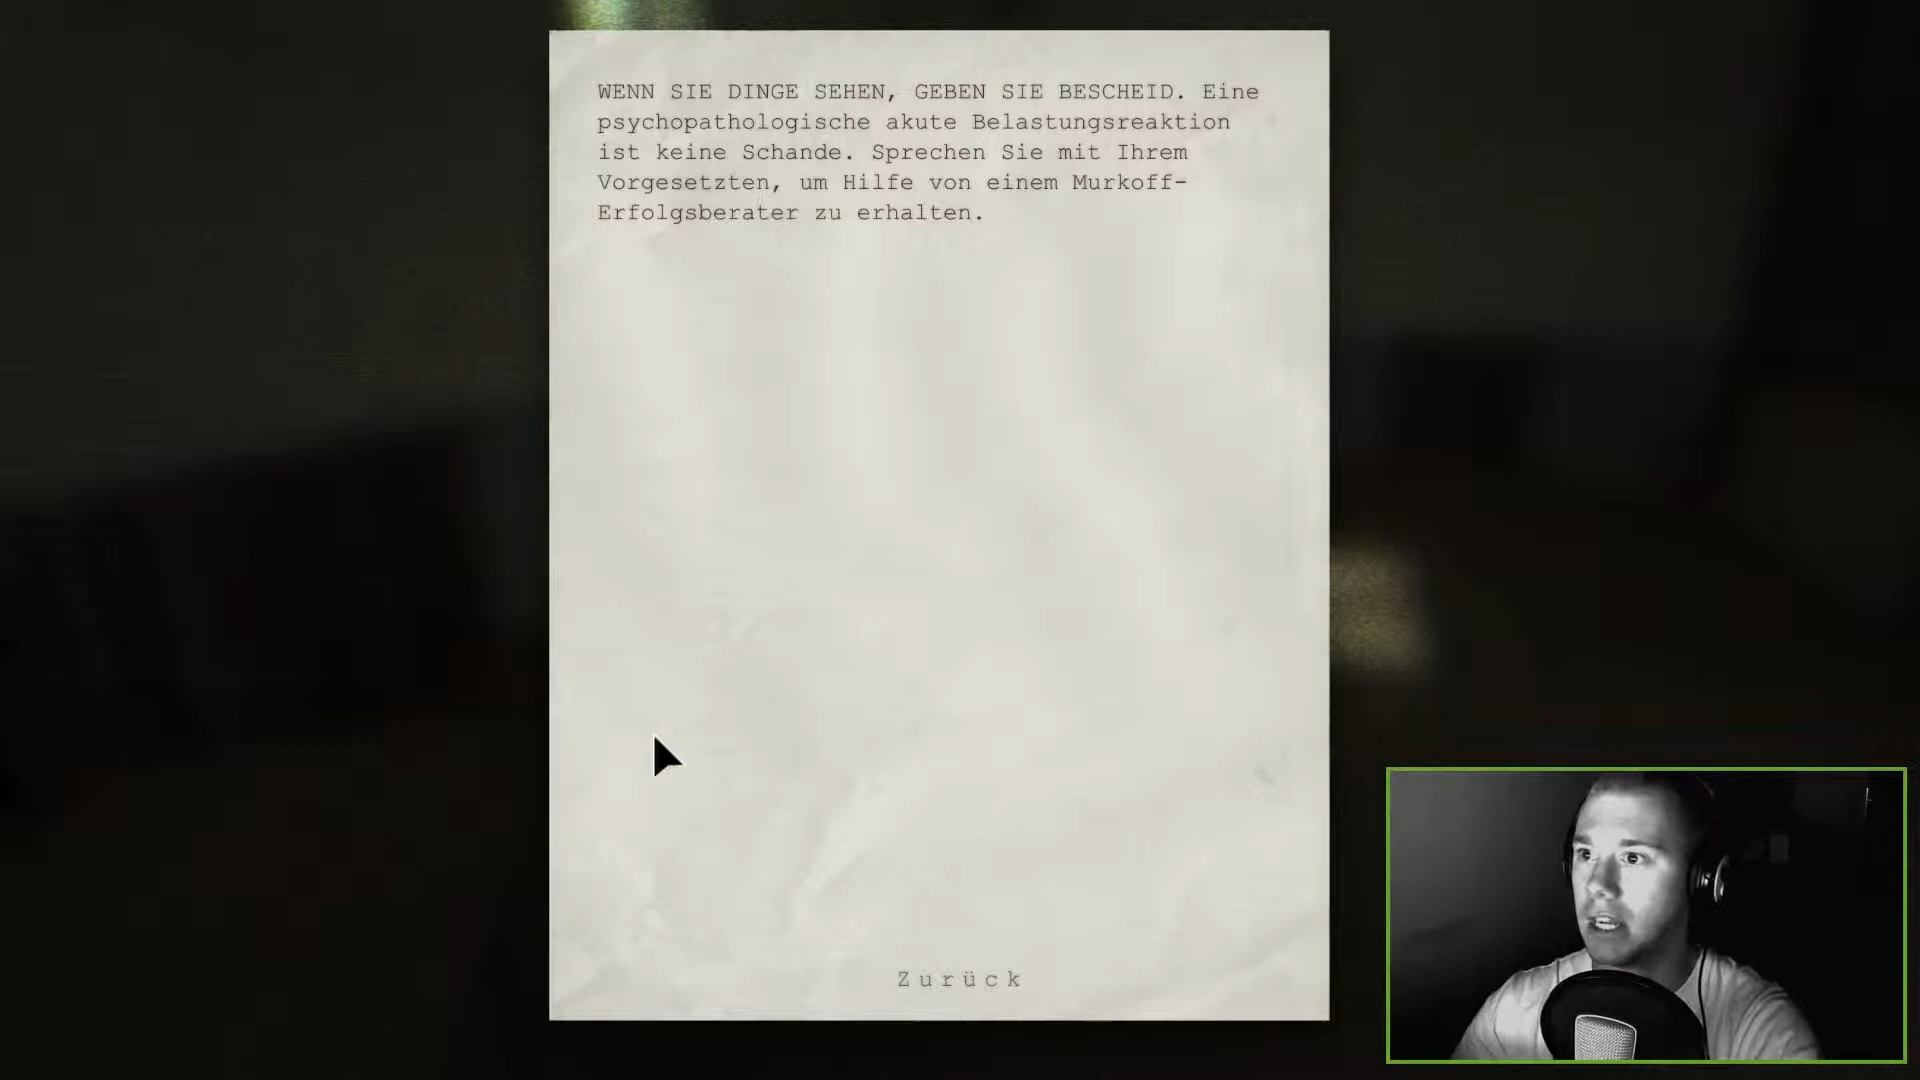 WENN SIE DINGE SEHEN, GEBEN SIE BESCHEID. Eine
psychopathologische akute Belastungsreaktion
ist keine Schande. Sprechen Sie mit Ihrem
Vorgesetzten, um Hilfe von einem Murkoff-
Erfolgsberater zu erhalten.
Zurück